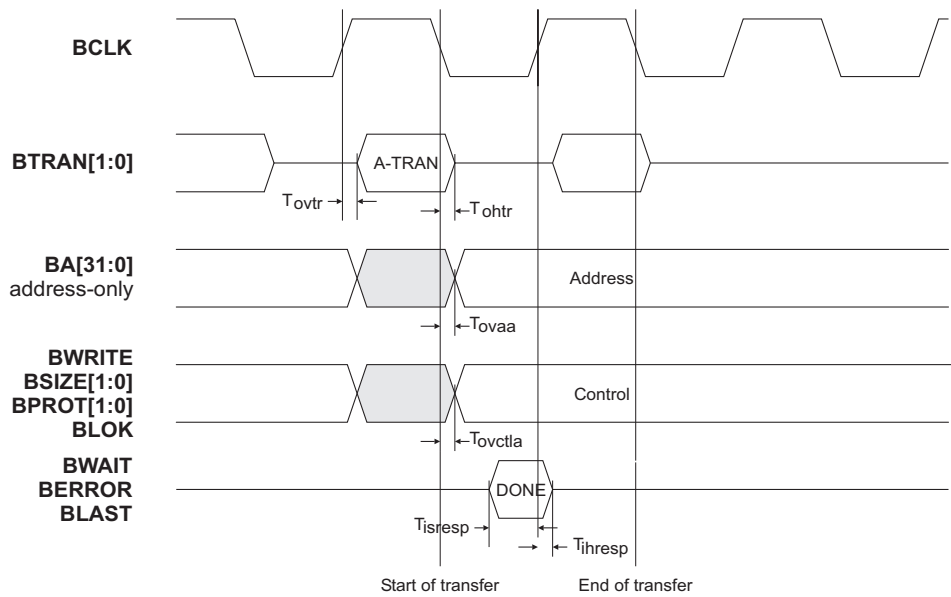 BCLK
BTRAN[1:0]
A-TRAN
Tovtr
Tohtr
BA[31:0]
address-only
Address
Tovaa
BWRITE
BSIZE[1:0]
BPROT[1:0]
BLOK
Control
Tovctla
BWAIT
BERROR
BLAST
DONE
Tisresp
Tihresp
Start of transfer
End of transfer